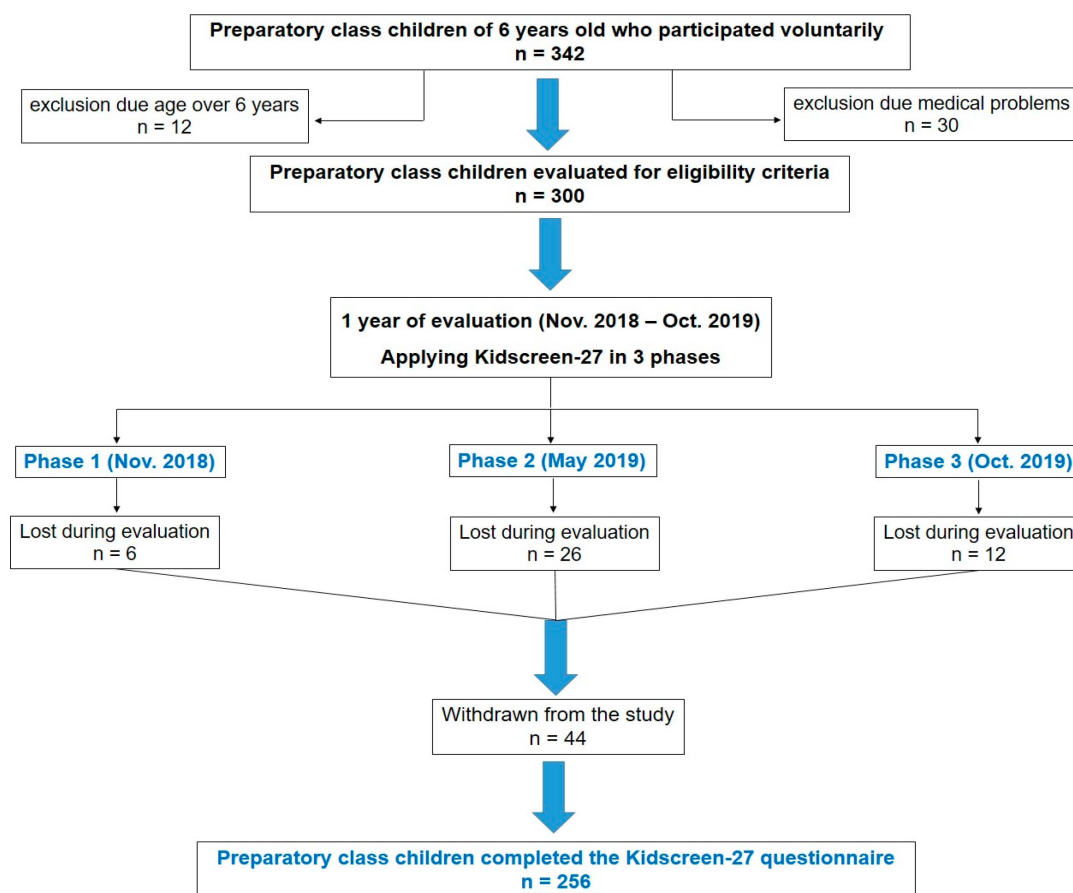 Preparatory class children of 6 years old who participated voluntarily
n = 342
exclusion due age over 6 years
n = 12
exclusion due medical problems
n = 30
Preparatory class children evaluated for eligibility criteria
n = 300
1 year of evaluation (Nov. 2018 – Oct. 2019)
Applying Kidscreen-27 in 3 phases
Phase 1 (Nov. 2018)
Phase 2 (May 2019)
Phase 3 (Oct. 2019)
Lost during evaluation
n = 6
Lost during evaluation
n = 26
Lost during evaluation
n = 12
Withdrawn from the study
n = 44
Preparatory class children completed the Kidscreen-27 questionnaire
n = 256